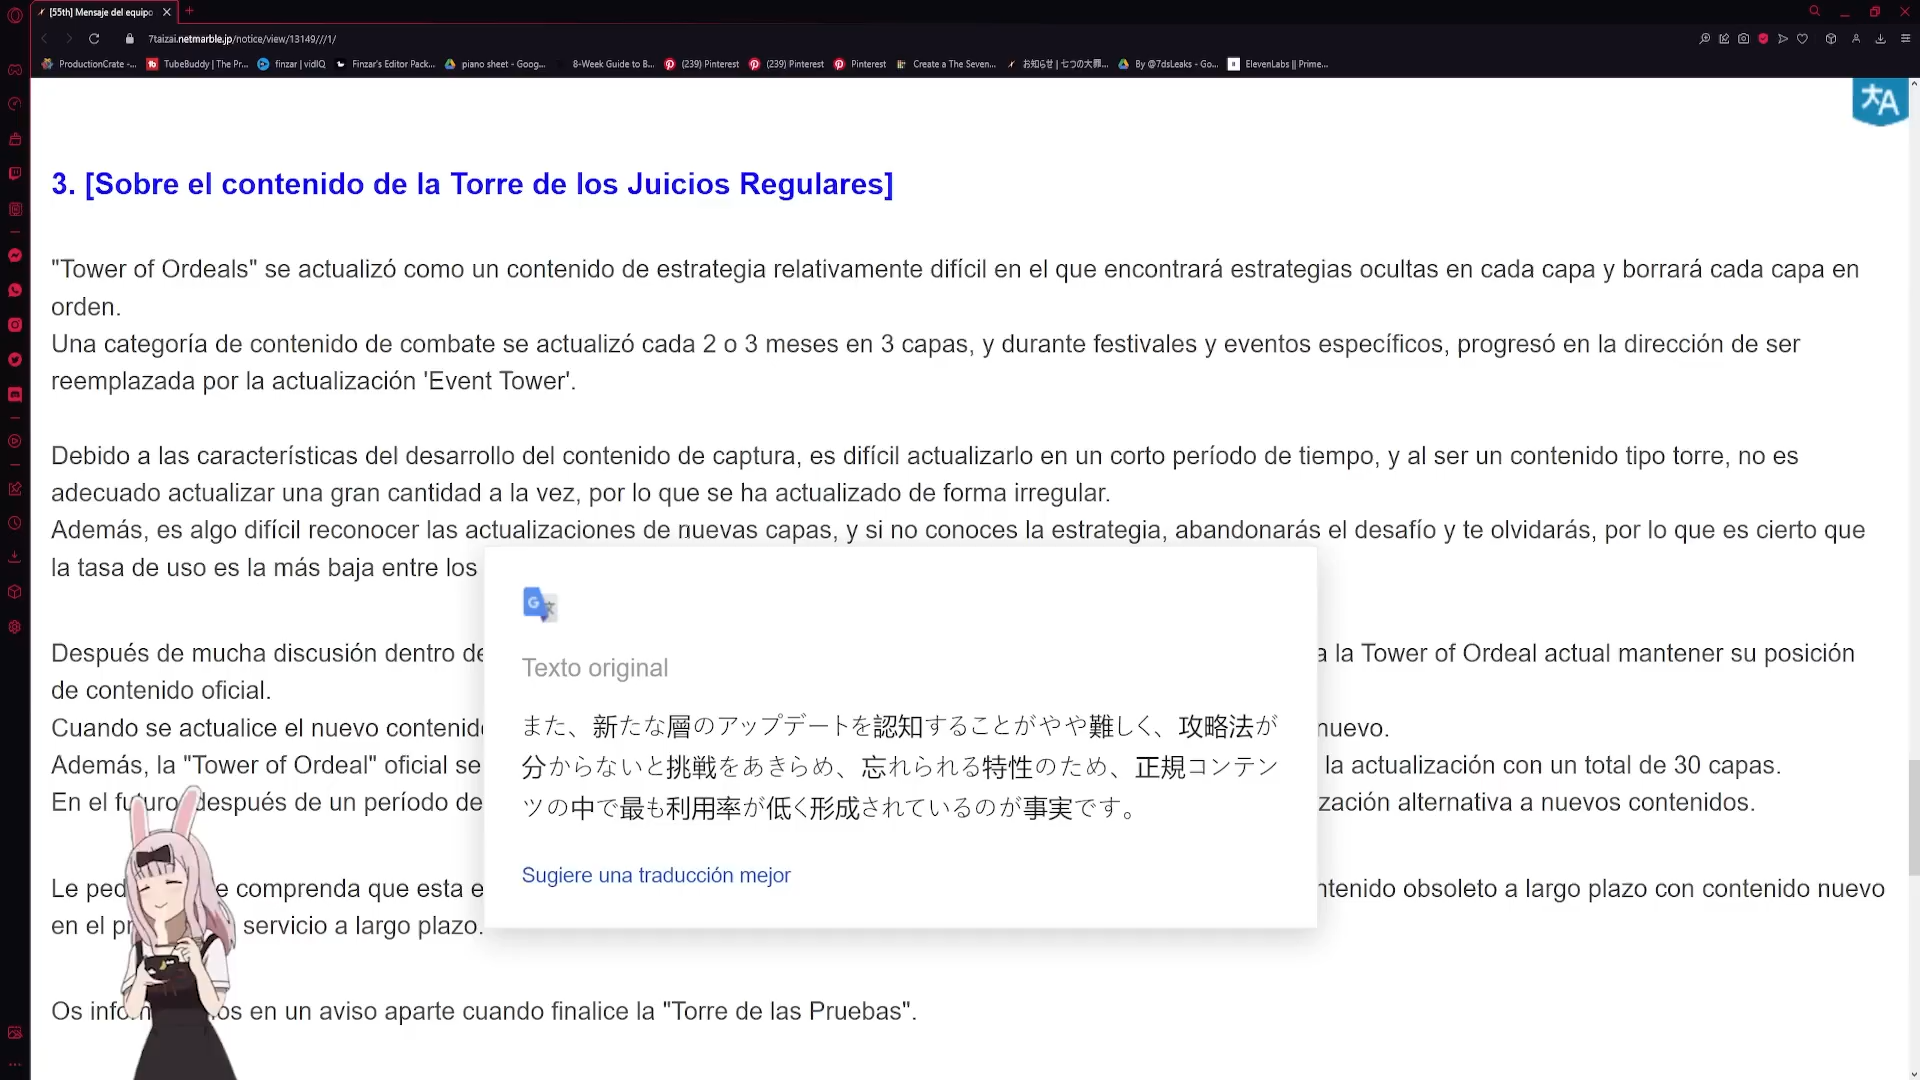 [55th] Mensaje del equipo
7taizai.netmarble.jp/notice/view/13149///1/
ProductionCrate -...
TubeBuddy | The Pr...
finzar | vidIQ
Finzar's Editor Pack...
piano sheet - Goog...
8-Week Guide to B...
(239) Pinterest
(239) Pinterest
Pinterest
Create a The Seven...
お知らせ | 七つの大罪...
By @7dsLeaks - Go...
ElevenLabs || Prime...
3. [Sobre el contenido de la Torre de los Juicios Regulares]
"Tower of Ordeals" se actualizó como un contenido de estrategia relativamente difícil en el que encontrará estrategias ocultas en cada capa y borrará cada capa en
orden.
Una categoría de contenido de combate se actualizó cada 2 o 3 meses en 3 capas, y durante festivales y eventos específicos, progresó en la dirección de ser
reemplazada por la actualización 'Event Tower'.
Debido a las características del desarrollo del contenido de captura, es difícil actualizarlo en un corto período de tiempo, y al ser un contenido tipo torre, no es
adecuado actualizar una gran cantidad a la vez, por lo que se ha actualizado de forma irregular.
Además, es algo difícil reconocer las actualizaciones de nuevas capas, y si no conoces la estrategia, abandonarás el desafío y te olvidarás, por lo que es cierto que
la tasa de uso es la más baja entre los
Después de mucha discusión dentro de a la Tower of Ordeal actual mantener su posición
de contenido oficial.
Cuando se actualice el nuevo contenid nuevo.
Además, la "Tower of Ordeal" oficial se la actualización con un total de 30 capas.
En el futuro, después de un período de zación alternativa a nuevos contenidos.
Le ped e comprenda que esta e ntenido obsoleto a largo plazo con contenido nuevo
en el pr servicio a largo plazo.
Os info os en un aviso aparte cuando finalice la "Torre de las Pruebas".
Texto original
また、新たな層のアップデートを認知することがやや難しく、攻略法が
分からないと挑戦をあきらめ、忘れられる特性のため、正規コンテン
ツの中で最も利用率が低く形成されているのが事実です。
Sugiere una traducción mejor